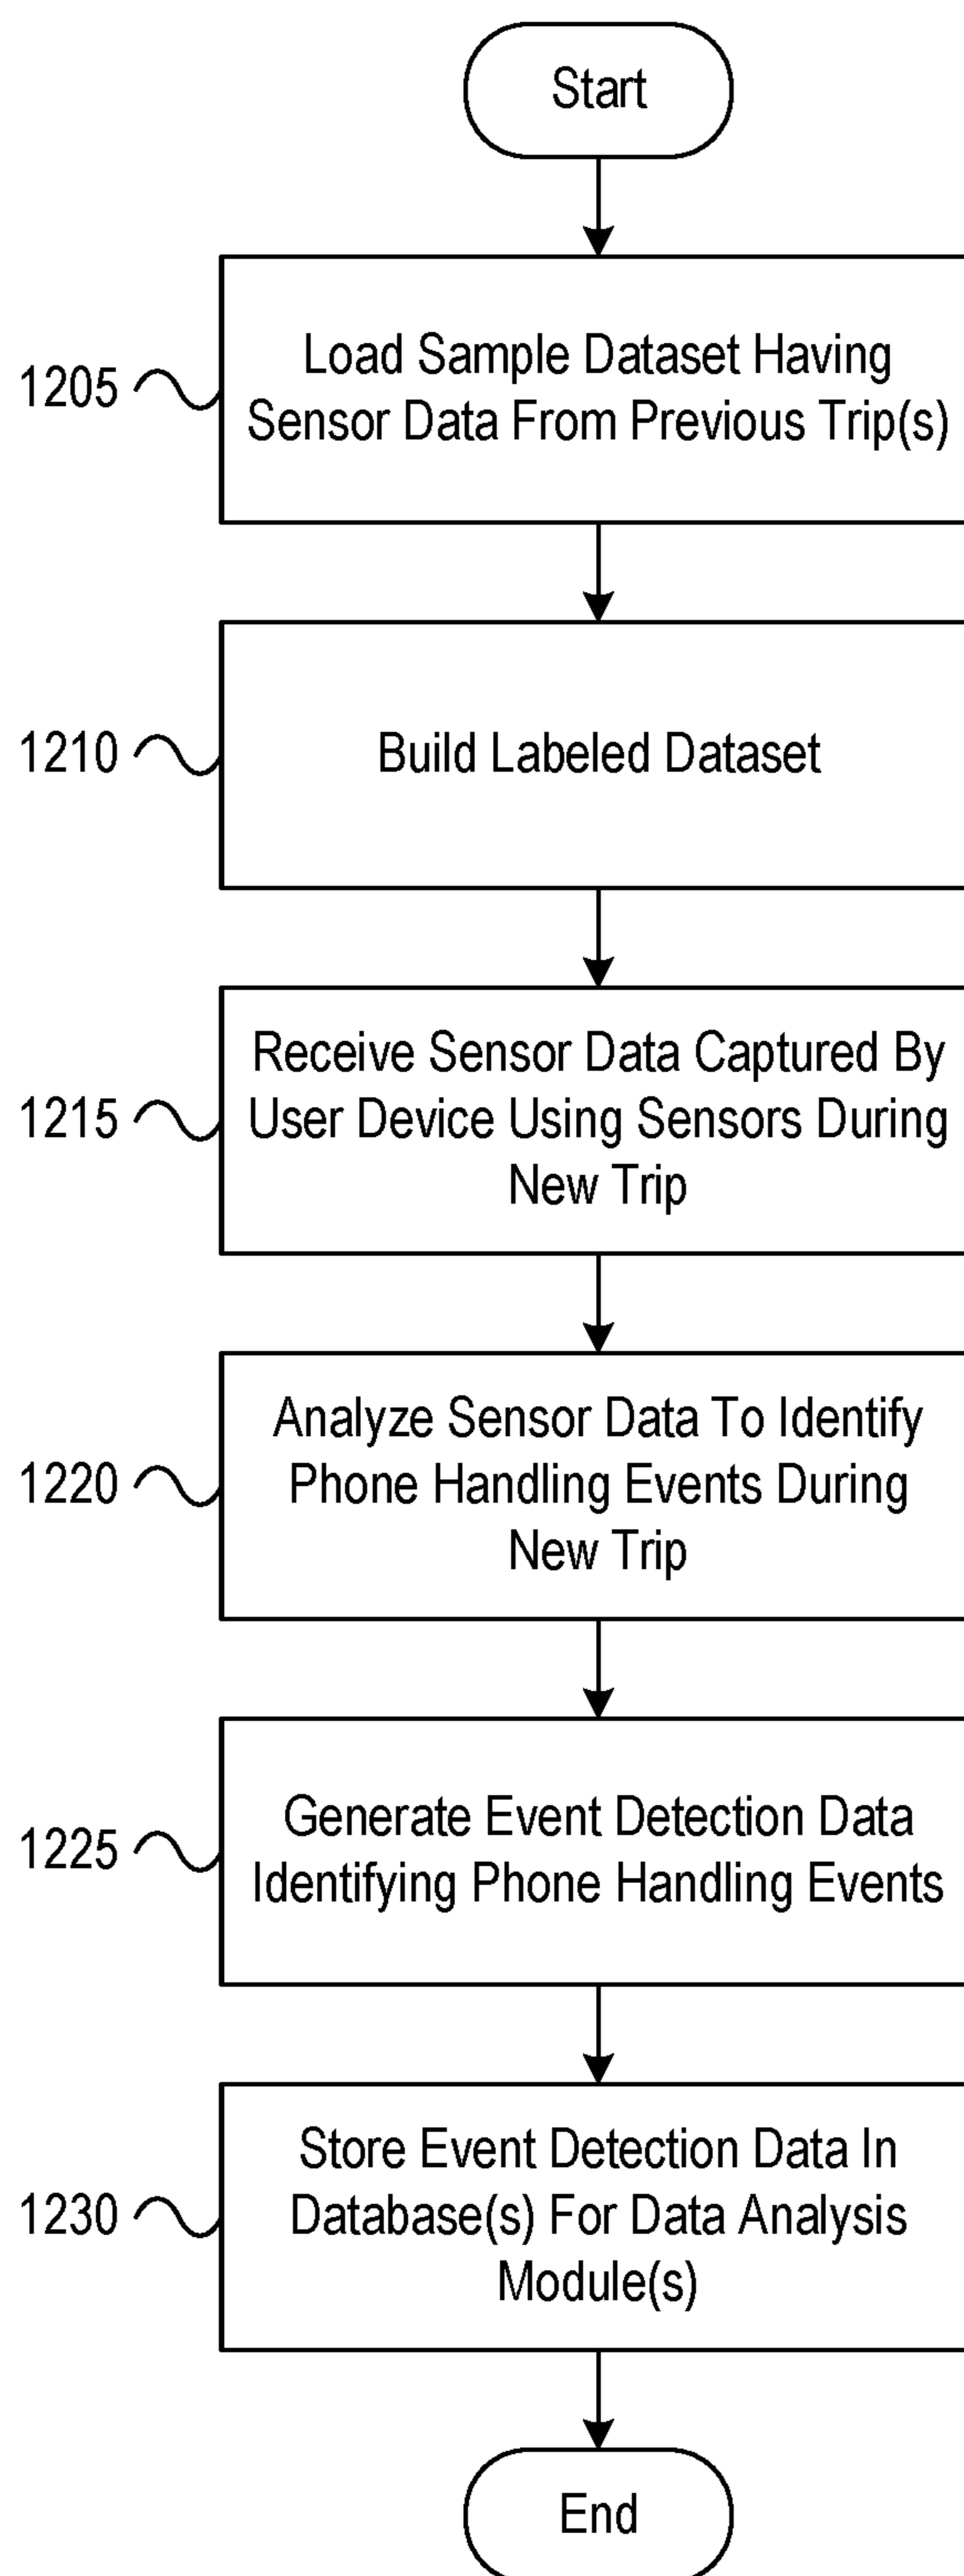 Start
1205
Load Sample Dataset Having
Sensor Data From Previous Trip(s)
1210
Build Labeled Dataset
1215
Receive Sensor Data Captured By
User Device Using Sensors During
New Trip
1220
Analyze Sensor Data To Identify
Phone Handling Events During
New Trip
1225
Generate Event Detection Data
Identifying Phone Handling Events
1230
Store Event Detection Data In
Database(s) For Data Analysis
Module(s)
End